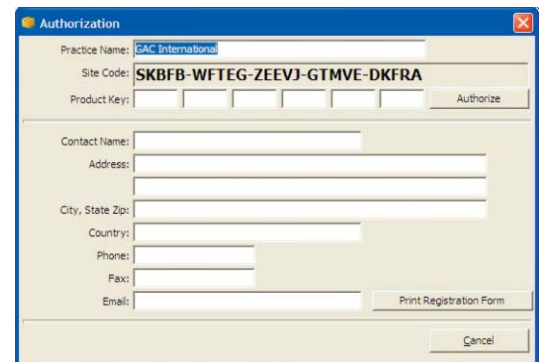 Authorization
Practice Name: GAC International
Site Code: SKBFB-WFTEG-ZEEVJ-GTMVE-DKFRA
Product Key: Authorize
Contact Name:
Address:
City, State Zip:
Country:
Phone:
Fax:
Email: Print Registration Form
Cancel